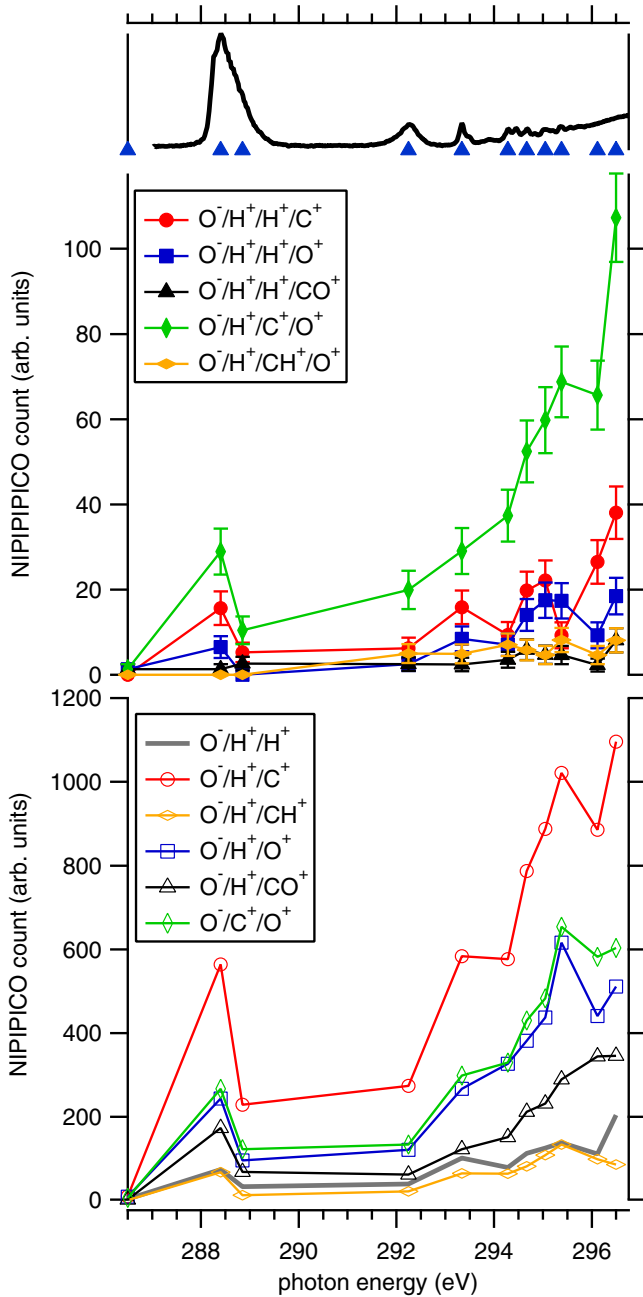 100
80
60
40
20
0
NIPIPIPICO count (arb. units)
O⁻/H⁺/H⁺/C⁺
O⁻/H⁺/H⁺/O⁺
O⁻/H⁺/H⁺/CO⁺
O⁻/H⁺/C⁺/O⁺
O⁻/H⁺/CH⁺/O⁺
1200
1000
800
600
400
200
0
NIPIPICO count (arb. units)
O⁻/H⁺/H⁺
O⁻/H⁺/C⁺
O⁻/H⁺/CH⁺
O⁻/H⁺/O⁺
O⁻/H⁺/CO⁺
O⁻/C⁺/O⁺
288 290 292 294 296
photon energy (eV)